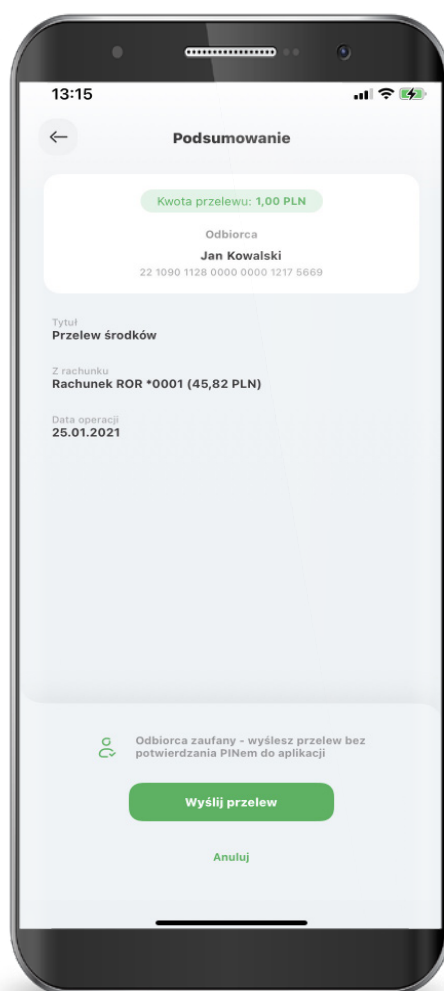 13:15
Podsumowanie
Kwota przelewu: 1,00 PLN
Odbiorca
Jan Kowalski
22 1090 1128 0000 0000 1217 5669
Tytuł
Przelew środków
Z rachunku
Rachunek ROR *0001 (45,82 PLN)
Data operacji
25.01.2021
Odbiorca zaufany - wyślesz przelew bez
potwierdzania PINem do aplikacji
Wyślij przelew
Anuluj